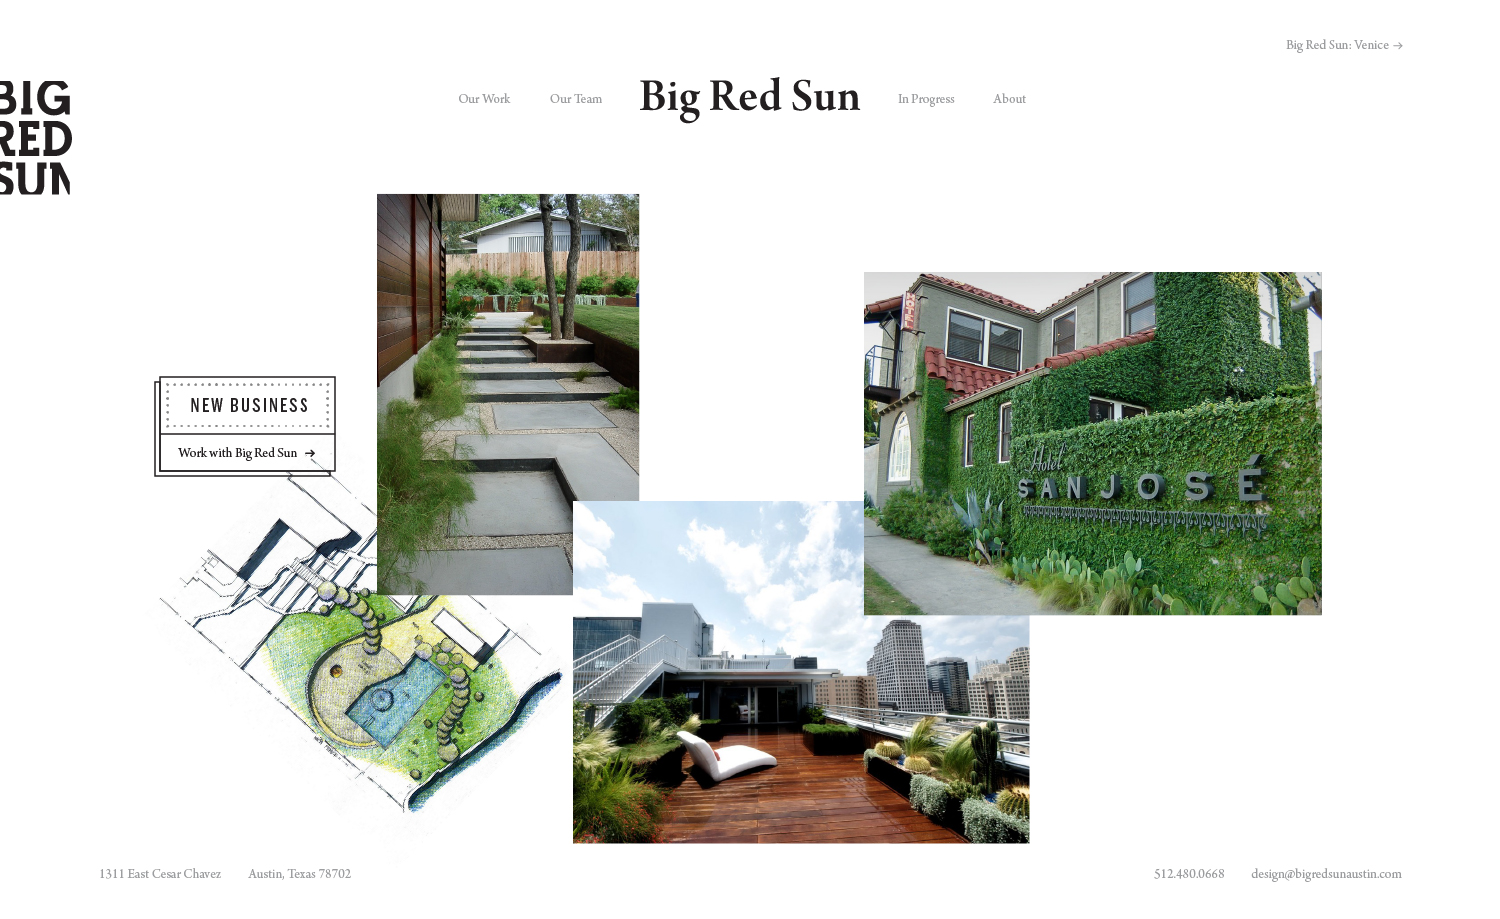 Big Red Sun: Venice →
BIG
RED
SUN
Our Work
Our Team
Big Red Sun
In Progress
About
NEW BUSINESS
Work with Big Red Sun →
HOTEL
Hotel
SAN JOSÉ
1311 East Cesar Chavez
Austin, Texas 78702
512.480.0668
design@bigredsunaustin.com